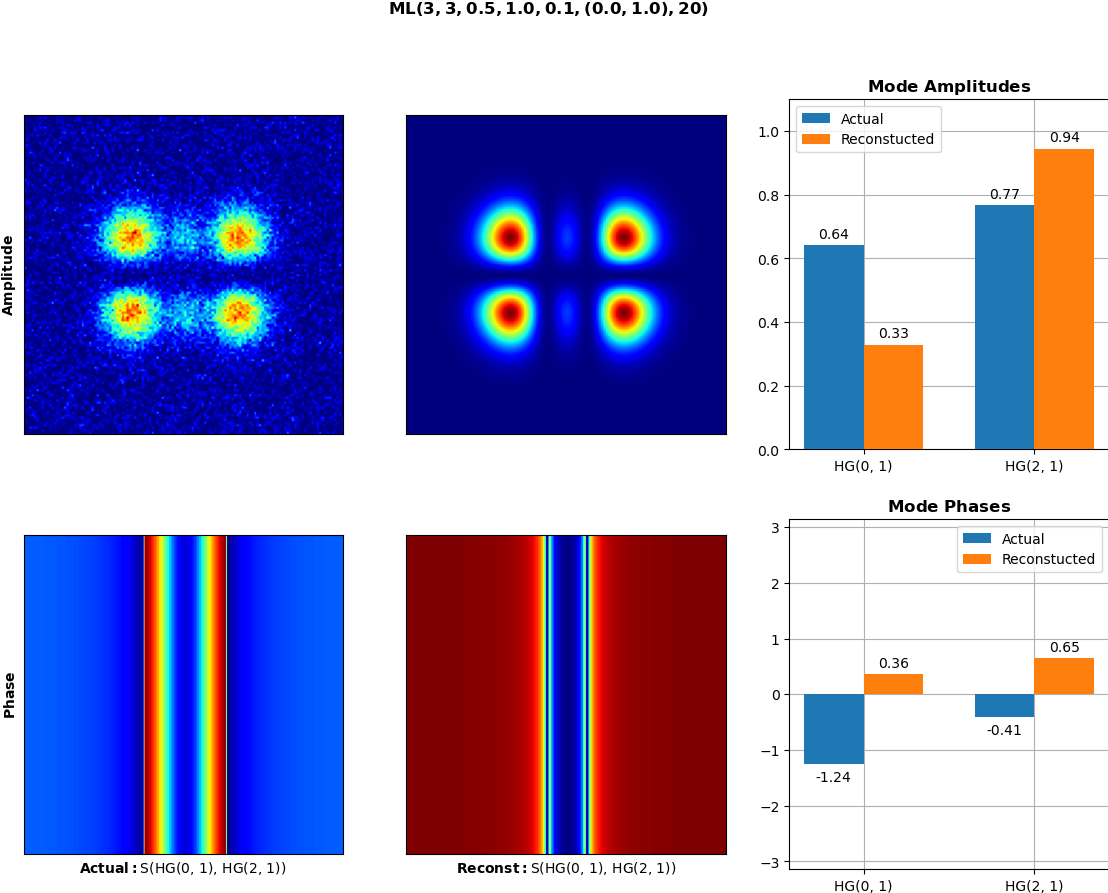 ML(3, 3, 0.5, 1.0, 0.1, (0.0, 1.0), 20)
Amplitude
Mode Amplitudes
Actual
Reconstucted
1.0
0.8
0.6
0.4
0.2
0.0
0.64
0.33
0.77
0.94
HG(0, 1)
HG(2, 1)
Phase
Actual: S(HG(0, 1), HG(2, 1))
Reconst: S(HG(0, 1), HG(2, 1))
Mode Phases
Actual
Reconstucted
3
2
1
0
−1
−2
−3
-1.24
0.36
-0.41
0.65
HG(0, 1)
HG(2, 1)